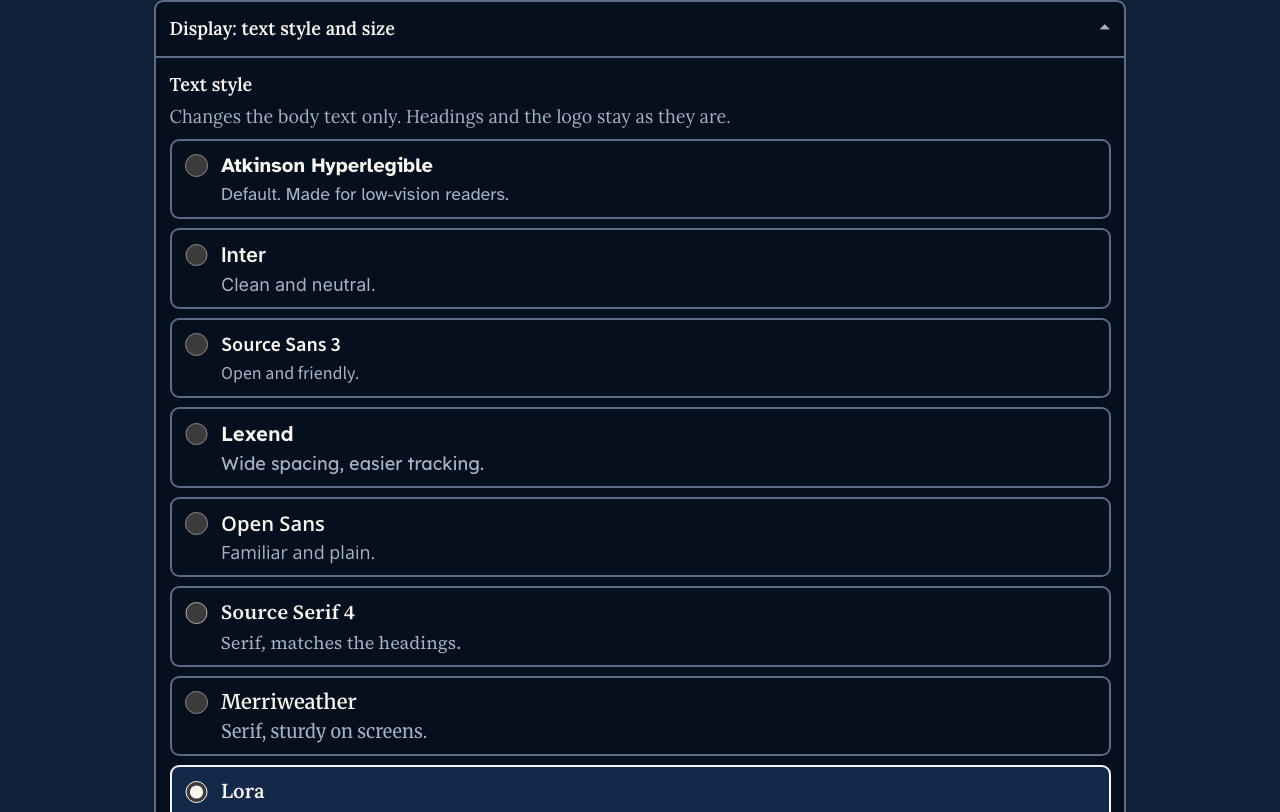 Display: text style and size
Text style
Changes the body text only. Headings and the logo stay as they are.
Atkinson Hyperlegible
Default. Made for low-vision readers.
Inter
Clean and neutral.
Source Sans 3
Open and friendly.
Lexend
Wide spacing, easier tracking.
Open Sans
Familiar and plain.
Source Serif 4
Serif, matches the headings.
Merriweather
Serif, sturdy on screens.
Lora